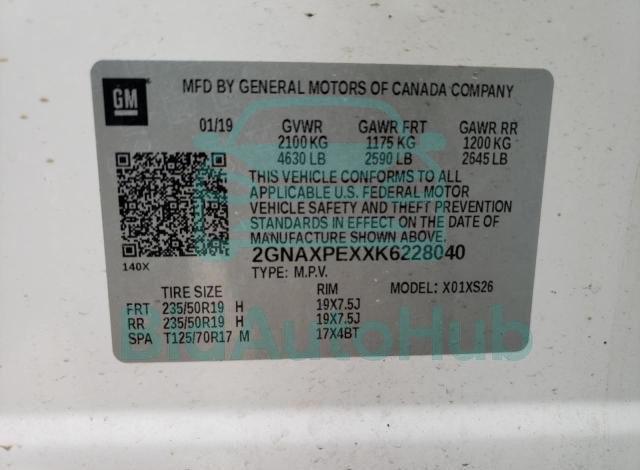 GM
MFD BY GENERAL MOTORS OF CANADA COMPANY
01/19 GVWR GAWR FRT GAWR RR
2100 KG 1175 KG 1200 KG
4630 LB 2590 LB 2645 LB
THIS VEHICLE CONFORMS TO ALL
APPLICABLE U.S. FEDERAL MOTOR
VEHICLE SAFETY AND THEFT PREVENTION
STANDARDS IN EFFECT ON THE DATE OF
MANUFACTURE SHOWN ABOVE.
140X
2GNAXPEXXK6228040
TYPE: M.P.V. MODEL: X01XS26
TIRE SIZE RIM
FRT 235/50R19 H 19X7.5J
RR 235/50R19 H 19X7.5J
SPA T125/70R17 M 17X4BT
BidAutoHub